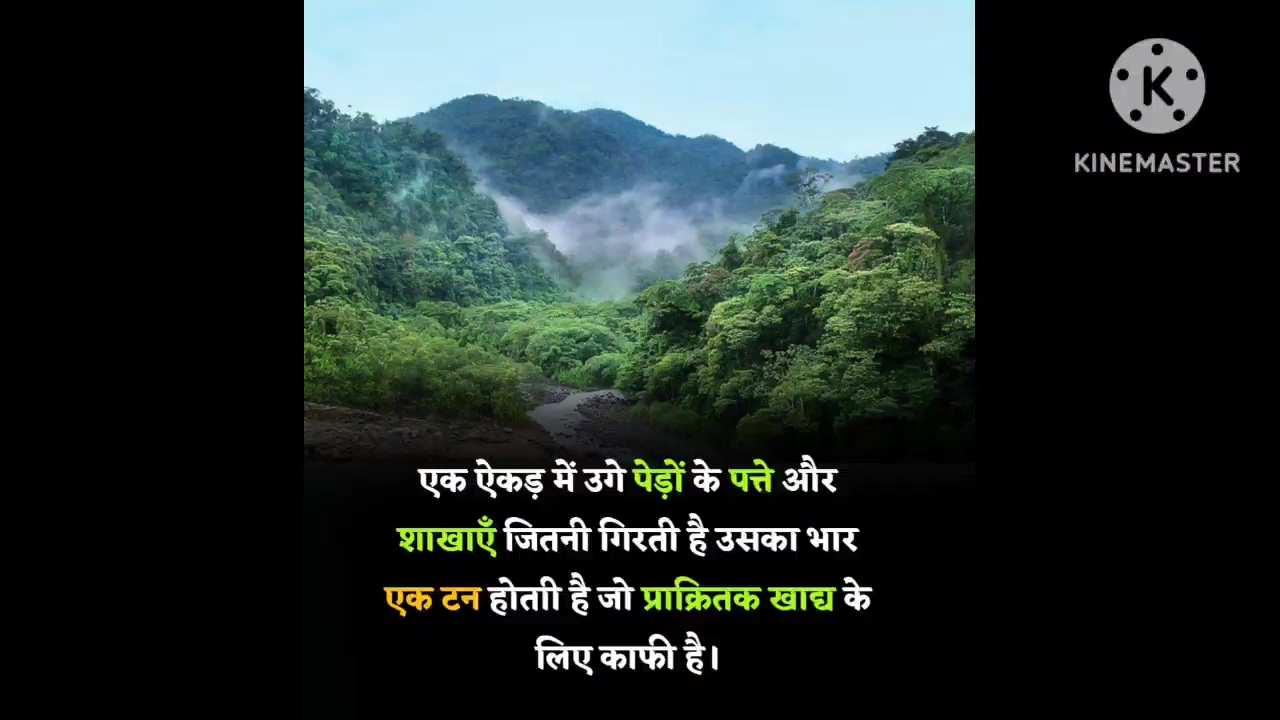 KINEMASTER
एक ऐकड़ में उगे पेड़ों के पत्ते और
शाखाएँ जितनी गिरती है उसका भार
एक टन होताी है जो प्राक्रितक खाद्य के
लिए काफी है।